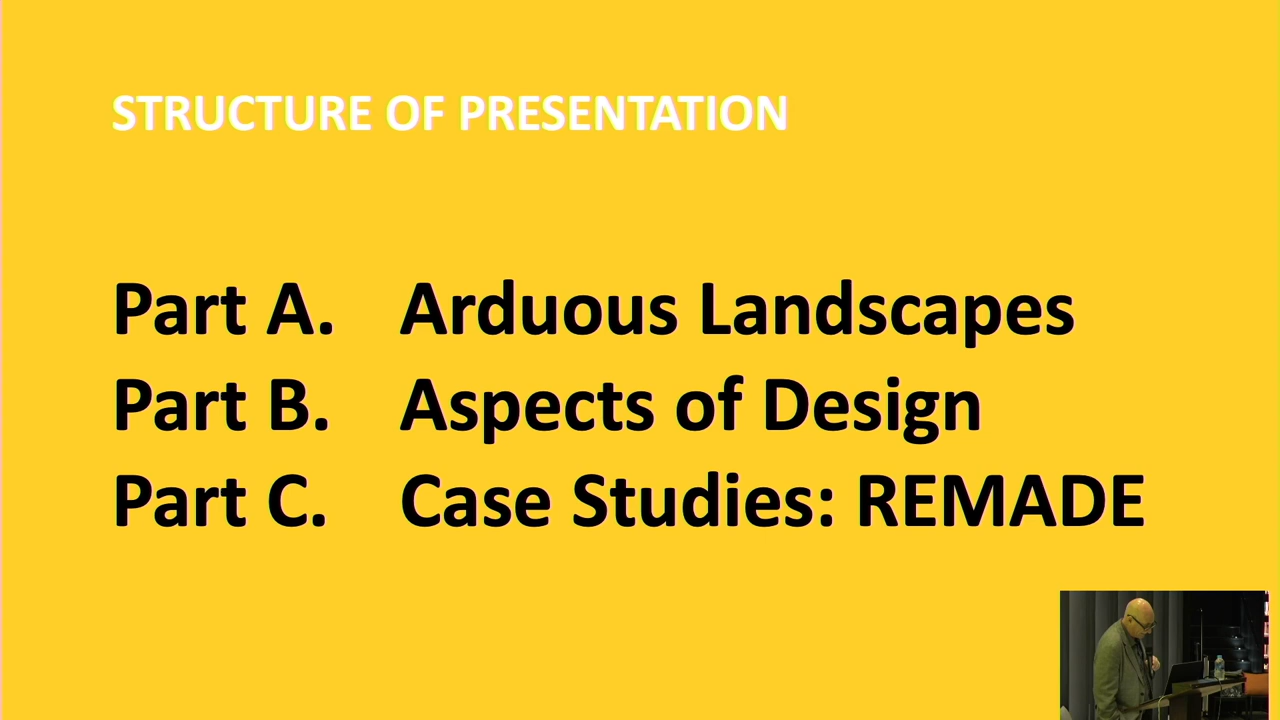 STRUCTURE OF PRESENTATION
Part A. Arduous Landscapes
Part B. Aspects of Design
Part C. Case Studies: REMADE